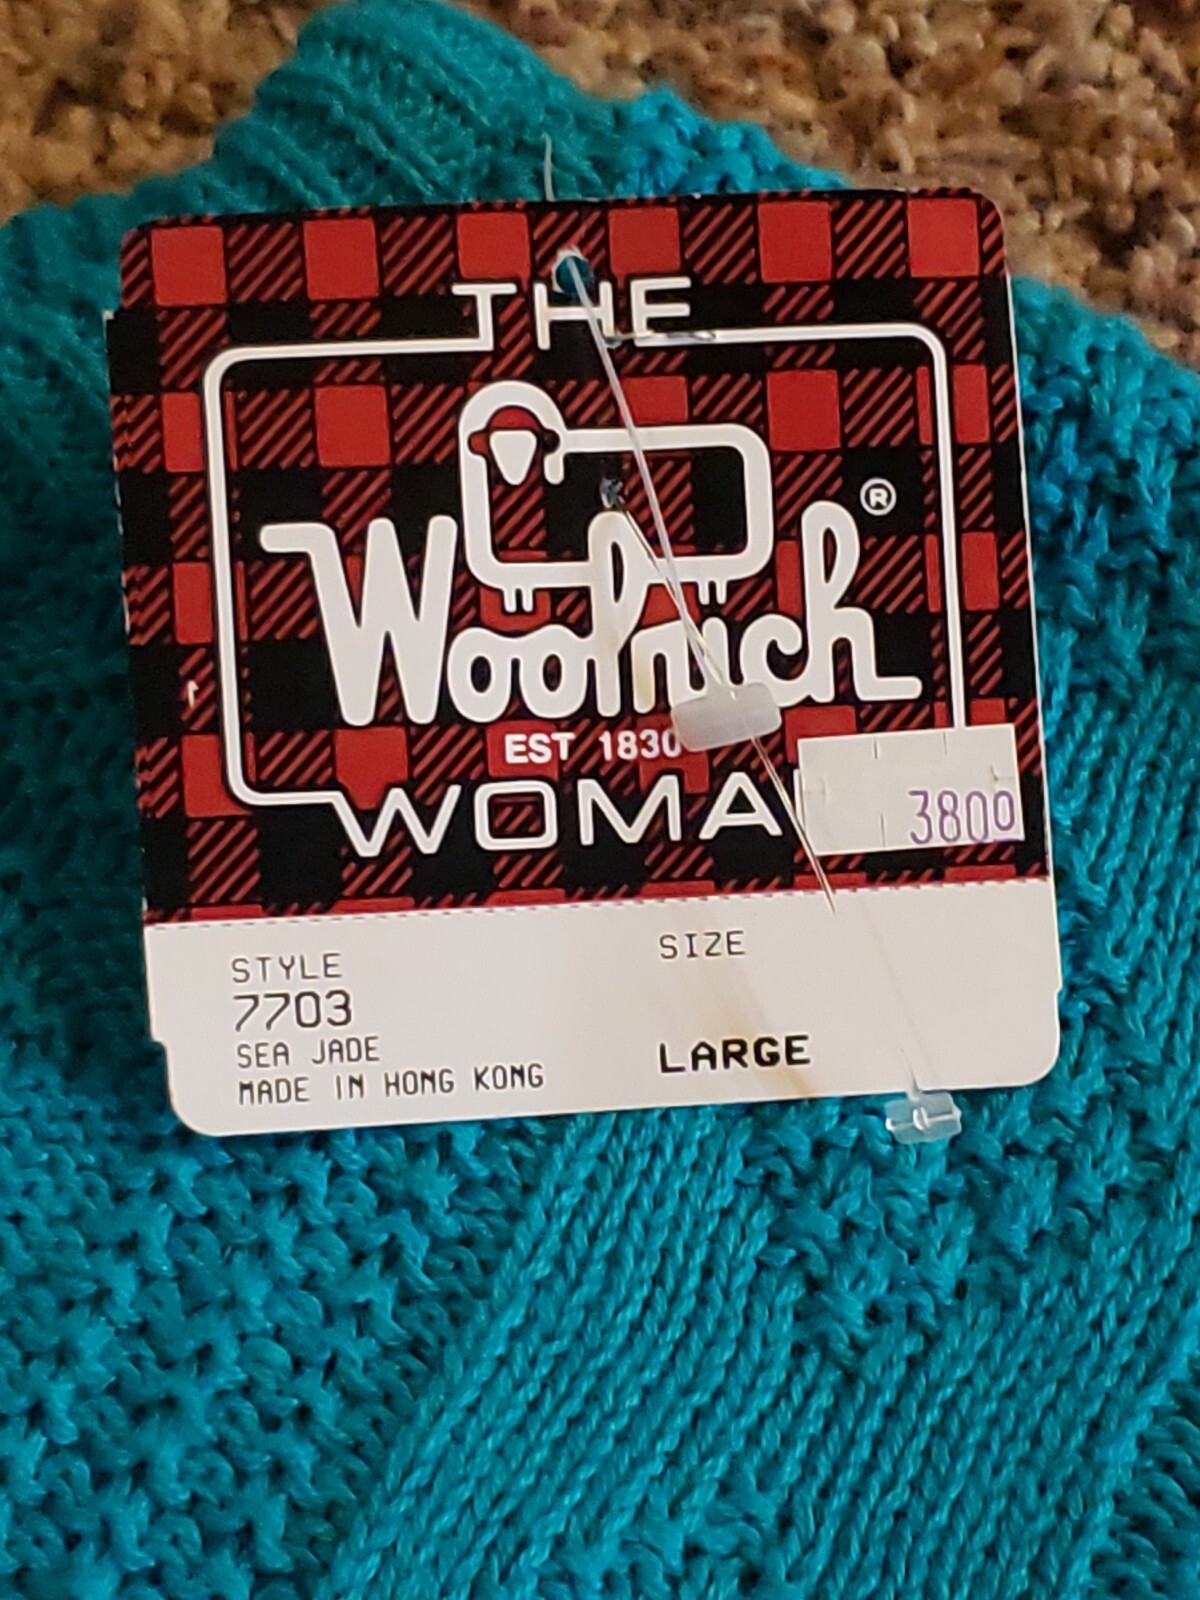 THE
Woolrich®
EST 1830
WOMA
3800
STYLE
7703
SEA JADE
MADE IN HONG KONG
SIZE
LARGE